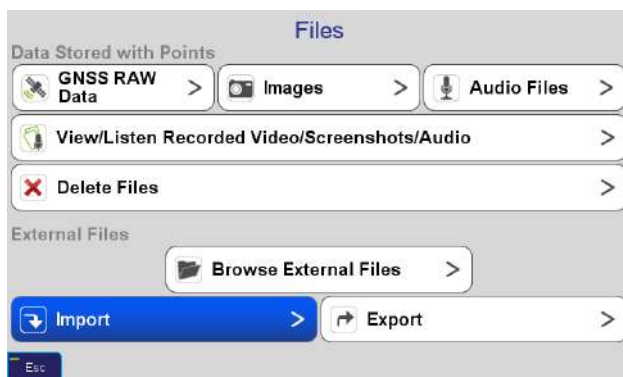 Files
Data Stored with Points
GNSS RAW
Data
Images
Audio Files
View/Listen Recorded Video/Screenshots/Audio
Delete Files
External Files
Browse External Files
Import
Export
Esc